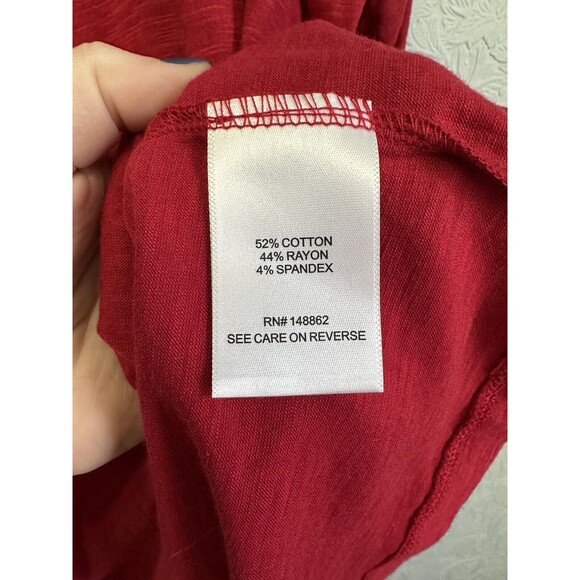 52% COTTON
44% RAYON
4% SPANDEX
RN# 148862
SEE CARE ON REVERSE